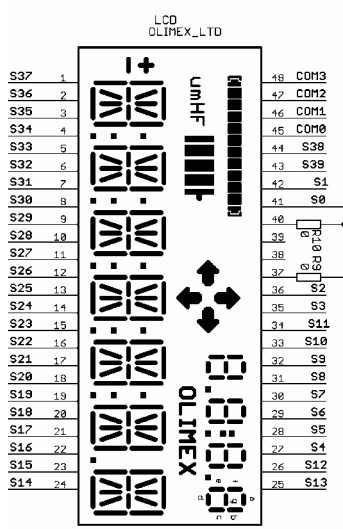 LCD
OLIMEX_LTD
S37 1 48 COM3
S36 2 47 COM2
S35 3 46 COM1
S34 4 45 COM0
S33 5 44 S38
S32 6 43 S39
S31 7 42 S1
S30 8 41 S0
S29 9 40
S28 10 39
S27 11 38
S26 12 37
S25 13 36 S2
S24 14 35 S3
S23 15 34 S11
S22 16 33 S10
S21 17 32 S9
S20 18 31 S8
S19 19 30 S7
S18 20 29 S6
S17 21 28 S5
S16 22 27 S4
S15 23 26 S12
S14 24 25 S13
R10 R9
0 0
umHF
OLIMEX
a
b
c
d
e
f
g